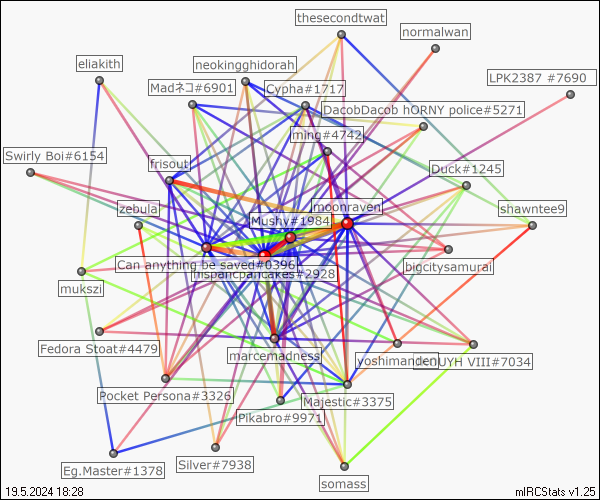 thesecondtwat
normalwan
eliakith
neokingghidorah
LPK2387 #7690
Madネコ#6901
Cypha#1717
DacobDacob hORNY police#5271
ming#4742
Swirly Boi#6154
frisout
Duck#1245
zebula
moonraven
shawntee9
Mushy#1984
Can anything be saved#0396
bigcitysamurai
hispanicpancakes#2928
mukszi
Fedora Stoat#4479
marcemadness
yoshimanden
UYH VIII#7034
Pocket Persona#3326
Majestic#3375
Pikabro#9971
Eg.Master#1378
Silver#7938
somass
19.5.2024 18:28
mIRCStats v1.25